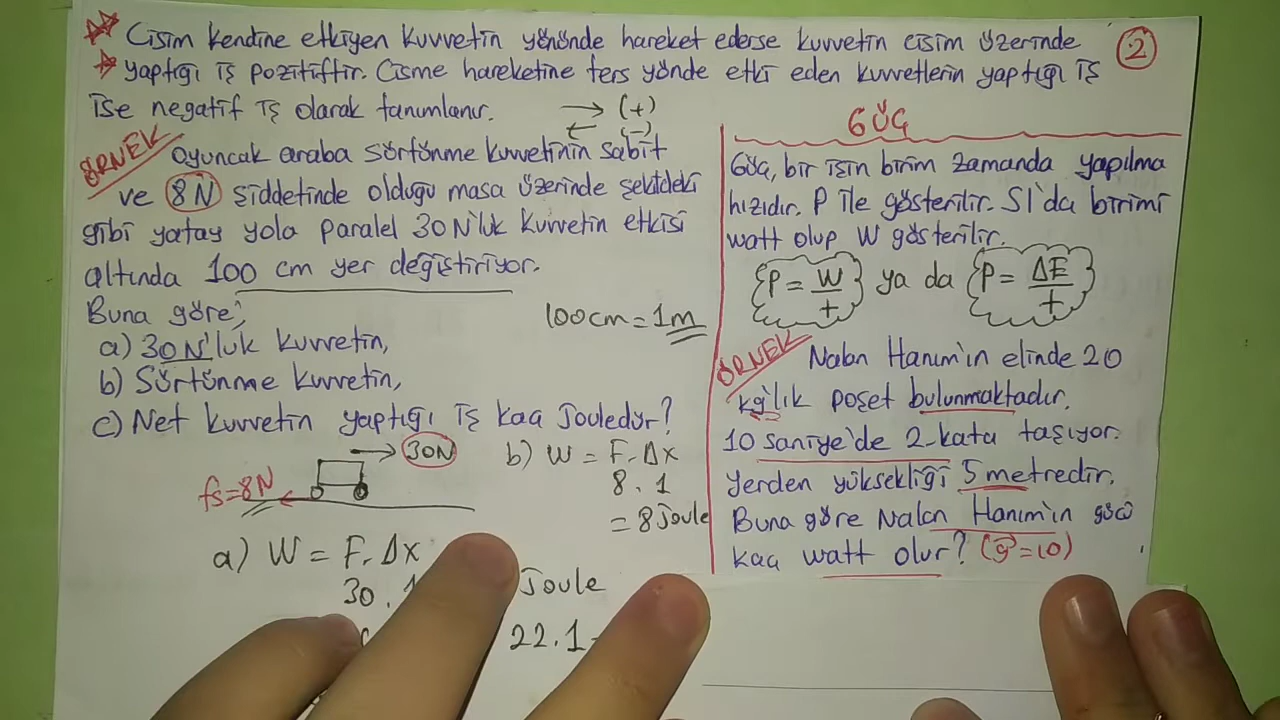 Cisim kendine etkiyen kuvvetin yönünde hareket ederse kuvvetin cisim üzerinde
yaptığı iş pozitiftir. Cisme hareketine ters yönde etki eden kuvvetlerin yaptığı iş
ise negatif iş olarak tanımlanır.
→ (+)
← (-)
2
ÖRNEK
Oyuncak araba sürtünme kuvvetinin sabit
ve 8N şiddetinde olduğu masa üzerinde şekildeki
gibi yatay yola paralel 30N'luk kuvvetin etkisi
altında 100 cm yer değiştiriyor.
Buna göre;
100cm = 1m
a) 30N'luk kuvvetin,
b) Sürtünme kuvvetin,
c) Net kuvvetin yaptığı iş kaç Jouledür?
30N
fs=8N
a) W = F.Δx
30.1
b) W = F.Δx
8.1
= 8 Joule
Joule
22.1
GÜÇ
Güç, bir işin birim zamanda yapılma
hızıdır. P ile gösterilir. SI'da birimi
watt olup W gösterilir.
P = W/t ya da P = ΔE/t
ÖRNEK
Nalan Hanım'ın elinde 20
kg'lık poşet bulunmaktadır.
10 saniye'de 2.kata taşıyor.
Yerden yüksekliği 5 metredir.
Buna göre Nalan Hanım'ın gücü
kaç watt olur? (g=10)